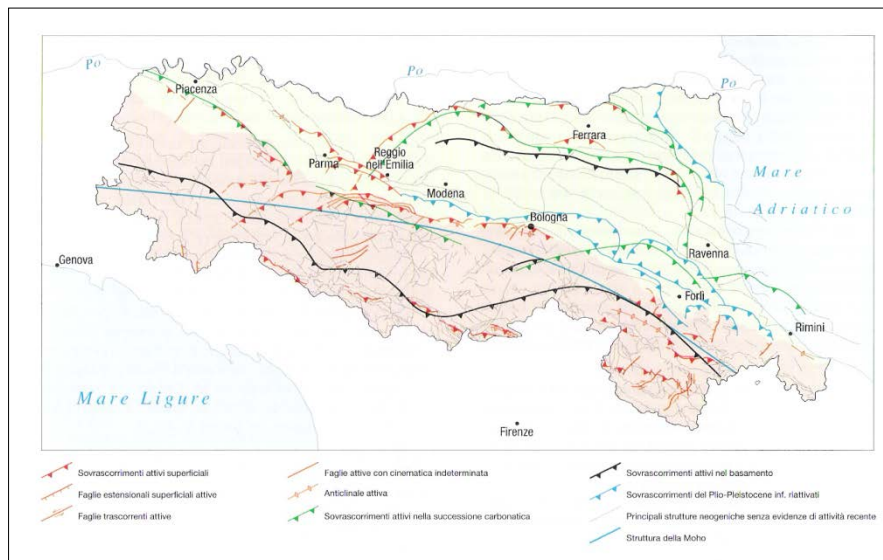 Po
Po
Po
Piacenza
Ferrara
Parma
Reggio
nell'Emilia
Modena
Mare
Adriatico
Bologna
Ravenna
Genova
Forlì
Rimini
Mare Ligure
Firenze
Sovrascorrimenti attivi superficiali
Faglie estensionali superficiali attive
Faglie trascorrenti attive
Faglie attive con cinematica indeterminata
Anticlinale attiva
Sovrascorrimenti attivi nella successione carbonatica
Sovrascorrimenti attivi nel basamento
Sovrascorrimenti del Plio-Pleistocene inf. riattivati
Principali strutture neogeniche senza evidenze di attività recente
Struttura della Moho